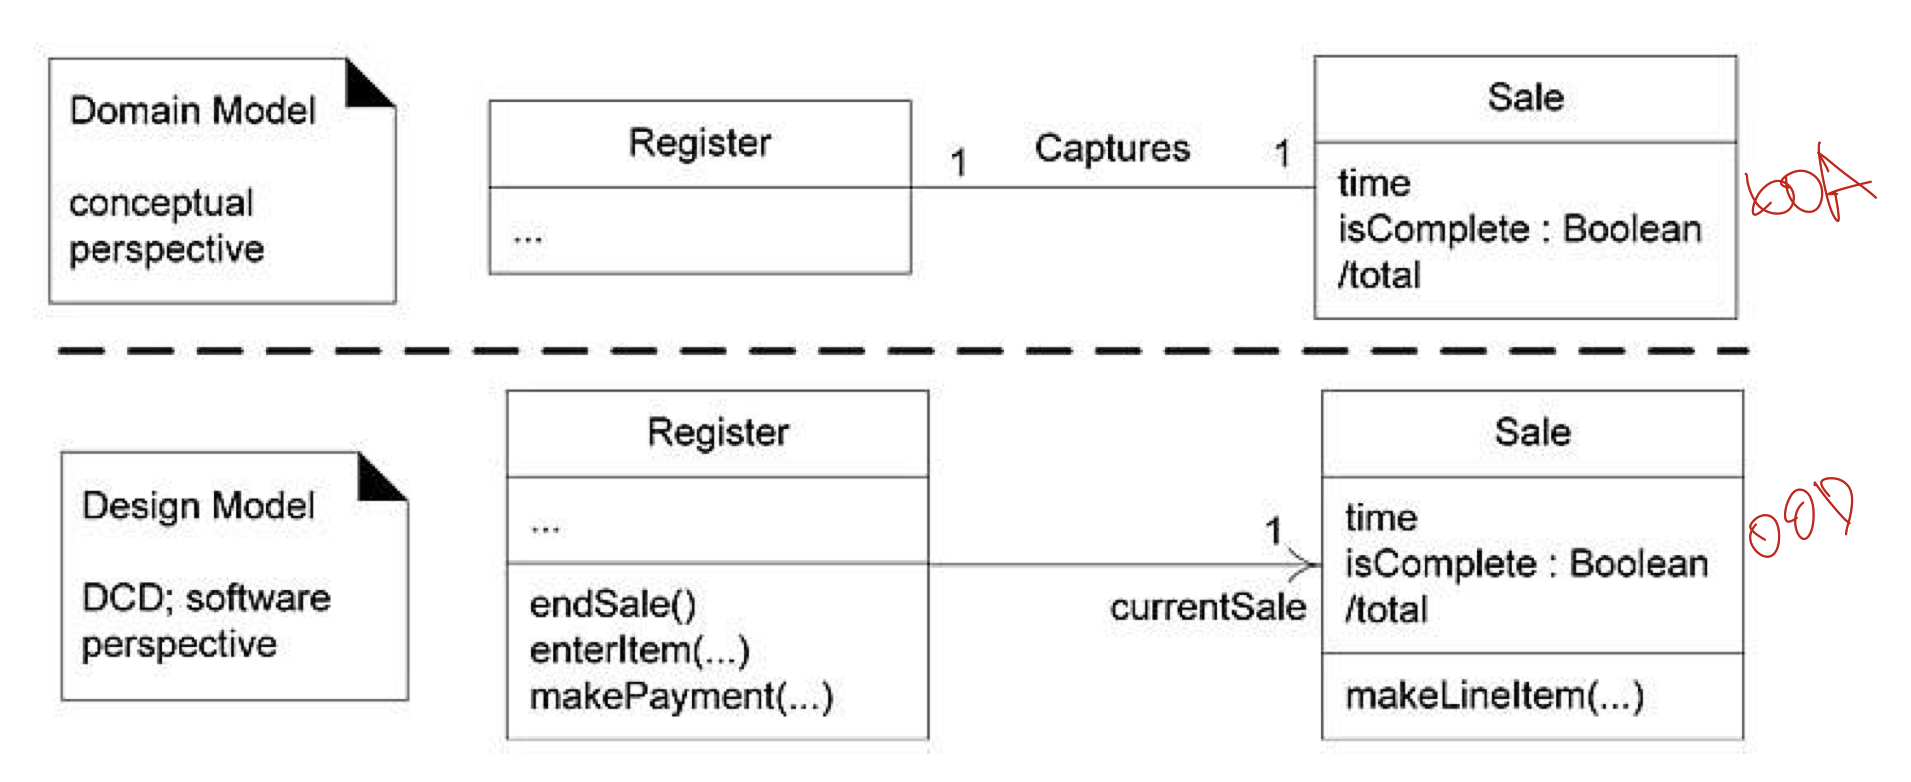 Domain Model
conceptual
perspective
Register
...
1
Captures
1
Sale
time
isComplete : Boolean
/total
OOA
Design Model
DCD; software
perspective
Register
...
endSale()
enterItem(...)
makePayment(...)
1
currentSale
Sale
time
isComplete : Boolean
/total
makeLineItem(...)
OOD